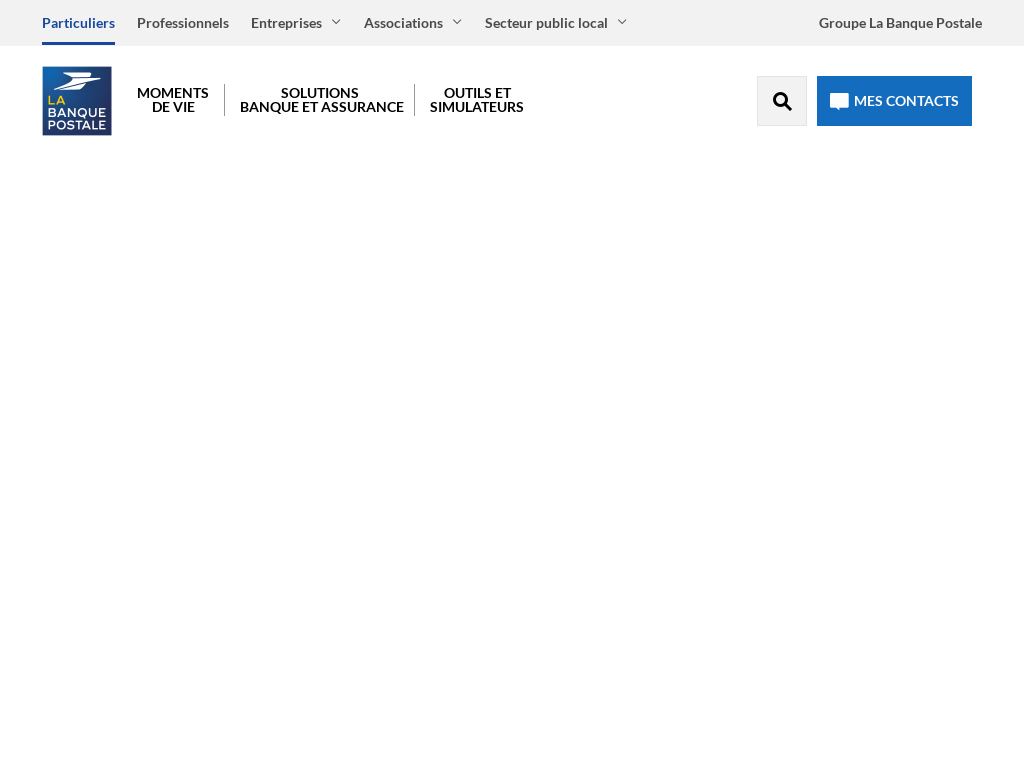 Particuliers Professionnels Entreprises Associations Secteur public local Groupe La Banque Postale
LA
BANQUE
POSTALE
MOMENTS
DE VIE
SOLUTIONS
BANQUE ET ASSURANCE
OUTILS ET
SIMULATEURS
MES CONTACTS